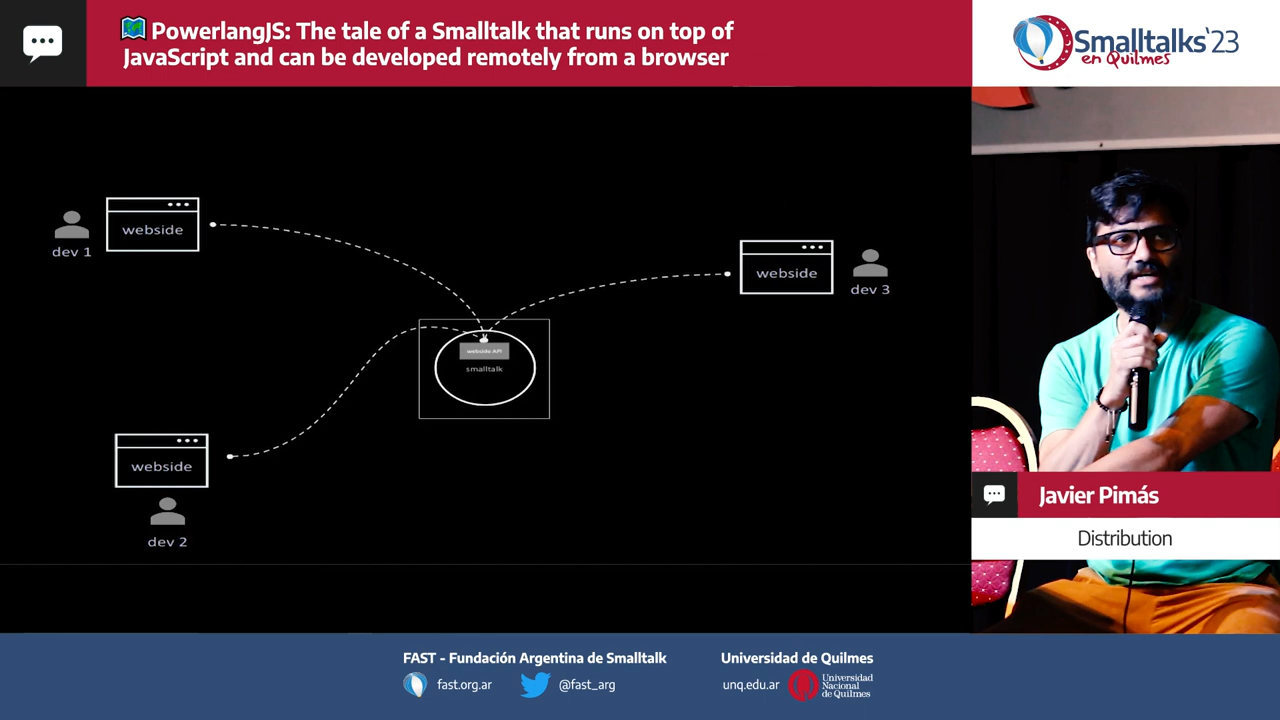 PowerlangJS: The tale of a Smalltalk that runs on top of
JavaScript and can be developed remotely from a browser
Smalltalks'23
en Quilmes
webside
dev 1
webside
dev 3
webside API
smalltalk
webside
dev 2
Javier Pimás
Distribution
FAST - Fundación Argentina de Smalltalk
fast.org.ar
@fast_arg
Universidad de Quilmes
unq.edu.ar
Universidad
Nacional
de Quilmes